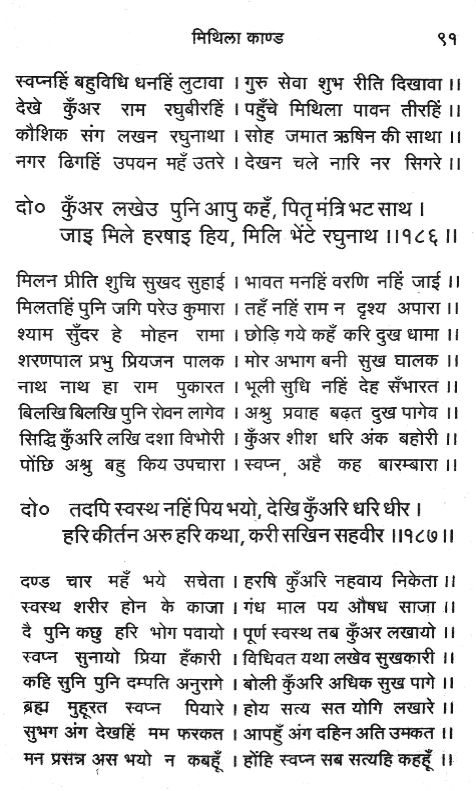 मिथिला काण्ड ९१
स्वप्नहिं बहुविधि धनहिं लुटावा । गुरु सेवा शुभ रीति दिखावा ।।
देखे कुँअर राम रघुबीरहिं । पहुँचे मिथिला पावन तीरहिं ।।
कौशिक संग लखन रघुनाथा । सोह जमात ऋषिन की साथा ।।
नगर ढिगहिं उपवन महँ उतरे । देखन चले नारि नर सिगरे ।।
दो० कुँअर लखेउ पुनि आपु कहँ, पितृ मंत्रि भट साथ ।
जाइ मिले हरषाइ हिय, मिलि भेंटे रघुनाथ ।।१८६।।
मिलन प्रीति शुचि सुखद सुहाई । भावत मनहिं वरणि नहिं जाई ।।
मिलतहिं पुनि जगि परेउ कुमारा । तहँ नहिं राम न दृश्य अपारा ।।
श्याम सुँदर हे मोहन रामा । छोड़ि गये कहँ करि दुख धामा ।।
शरणपाल प्रभु प्रियजन पालक । मोर अभाग बनी सुख घालक ।।
नाथ नाथ हा राम पुकारत । भूली सुधि नहिं देह सँभारत ।।
बिलखि बिलखि पुनि रोवन लागेव । अश्रु प्रवाह बढ़त दुख पागेव ।।
सिद्धि कुँअरि लखि दशा विभोरी । कुँअर शीश धरि अंक बहोरी ।।
पोंछि अश्रु बहु किय उपचारा । स्वप्न अहै कह बारम्बारा ।।
दो० तदपि स्वस्थ नहिं पिय भयो, देखि कुँअरि धरि धीर ।
हरि कीर्तन अरु हरि कथा, करी सखिन सहवीर ।।१८७।।
दण्ड चार महँ भये सचेता । हरषि कुँअरि नहवाय निकेता ।।
स्वस्थ शरीर होन के काजा । गंध माल पय औषध साजा ।।
दै पुनि कछु हरि भोग पवायो । पूर्ण स्वस्थ तब कुँअर लखायो ।।
स्वप्न सुनायो प्रिया हँकारी । विधिवत यथा लखेव सुखकारी ।।
कहि सुनि पुनि दम्पति अनुरागे । बोली कुँअरि अधिक सुख पागे ।।
ब्रह्म मुहूरत स्वप्न पियारे । होय सत्य सत योगि लखारे ।।
सुभग अंग देखहिं मम फरकत । आपहुँ अंग दहिन अति उमकत ।।
मन प्रसन्न अस भयो न कबहूँ । होंहि स्वप्न सब सत्यहि कहहूँ ।।